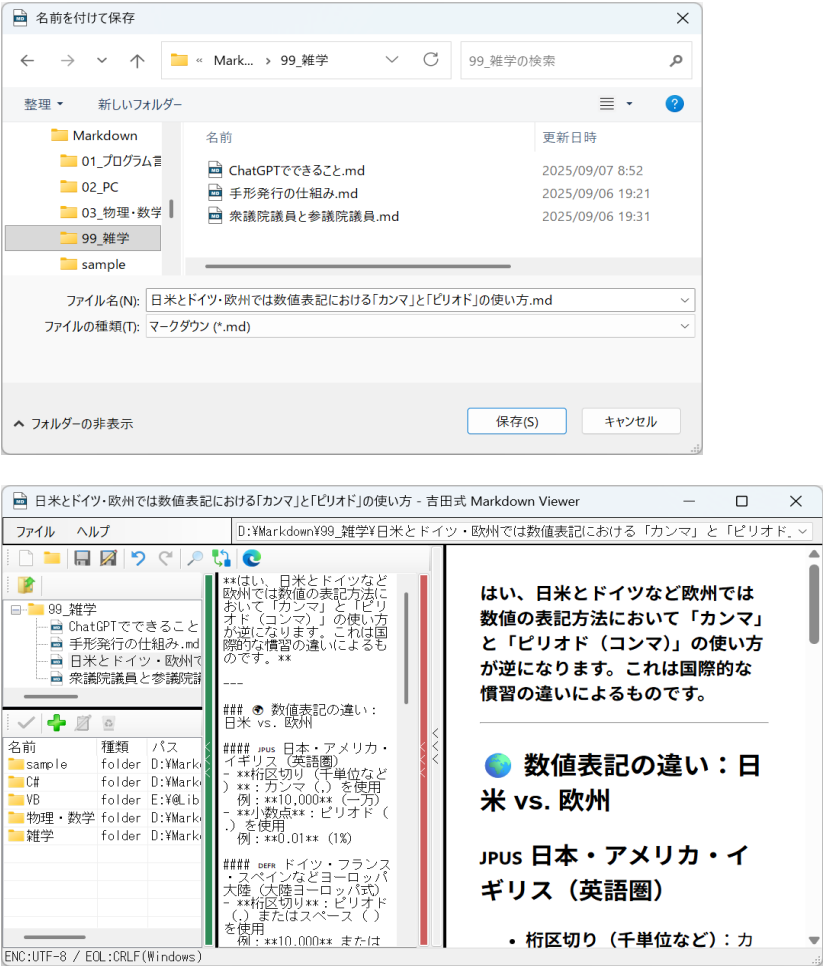 名前を付けて保存
« Mark... › 99_雑学
99_雑学の検索
整理 新しいフォルダー
Markdown
01_プログラム言
02_PC
03_物理・数学
99_雑学
sample
名前 更新日時
ChatGPTでできること.md 2025/09/07 8:52
手形発行の仕組み.md 2025/09/06 19:21
衆議院議員と参議院議員.md 2025/09/06 19:31
ファイル名(N): 日米とドイツ・欧州では数値表記における「カンマ」と「ピリオド」の使い方.md
ファイルの種類(T): マークダウン (*.md)
フォルダーの非表示
保存(S) キャンセル
日米とドイツ・欧州では数値表記における「カンマ」と「ピリオド」の使い方 - 吉田式 Markdown Viewer
ファイル ヘルプ
D:¥Markdown¥99_雑学¥日米とドイツ・欧州では数値表記における「カンマ」と「ピリオド.
99_雑学
ChatGPTでできること
手形発行の仕組み.md
日米とドイツ・欧州で
衆議院議員と参議院議
名前 種類 パス
sample folder D:¥Mark
C# folder D:¥Mark
VB folder E:¥@Lib
物理・数学 folder D:¥Mark
雑学 folder D:¥Mark
**はい、日米とドイツなど
欧州では数値の表記方法に
おいて「カンマ」と「ピリ
オド（コンマ）」の使い方
が逆になります。これは国
際的な慣習の違いによるも
のです。**
---
### 🌍 数値表記の違い：
日米 vs. 欧州
#### JPUS 日本・アメリカ・
イギリス（英語圏）
- **桁区切り（千単位など
）**：カンマ（,）を使用
例：**10,000**（一万）
- **小数点**：ピリオド（
.）を使用
例：**0.01**（1%）
#### DEFR ドイツ・フランス
・スペインなどヨーロッパ
大陸（大陸ヨーロッパ式）
- **桁区切り**：ピリオド
（.）またはスペース（ ）
を使用
例：**10.000** または
はい、日米とドイツなど欧州では
数値の表記方法において「カンマ」
と「ピリオド（コンマ）」の使い方
が逆になります。これは国際的な
慣習の違いによるものです。
🌍 数値表記の違い：日
米 vs. 欧州
JPUS 日本・アメリカ・イ
ギリス（英語圏）
• 桁区切り（千単位など）：カ
ENC:UTF-8 / EOL:CRLF(Windows)